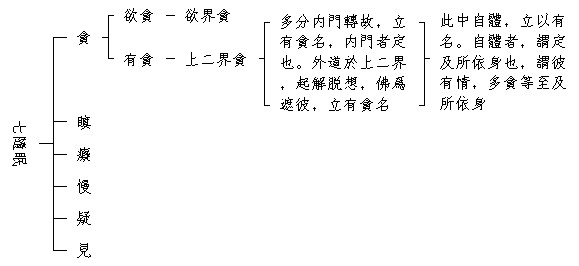 七隨眠
貪
欲貪 － 欲界貪
有貪 － 上二界貪
多分內門轉故，立
有貪名，內門者定
也。外道於上二界
，起解脫想，佛爲
遮彼，立有貪名
此中自體，立以有
名。自體者，謂定
及所依身也，謂彼
有情，多貪等至及
所依身
瞋
癡
慢
疑
見